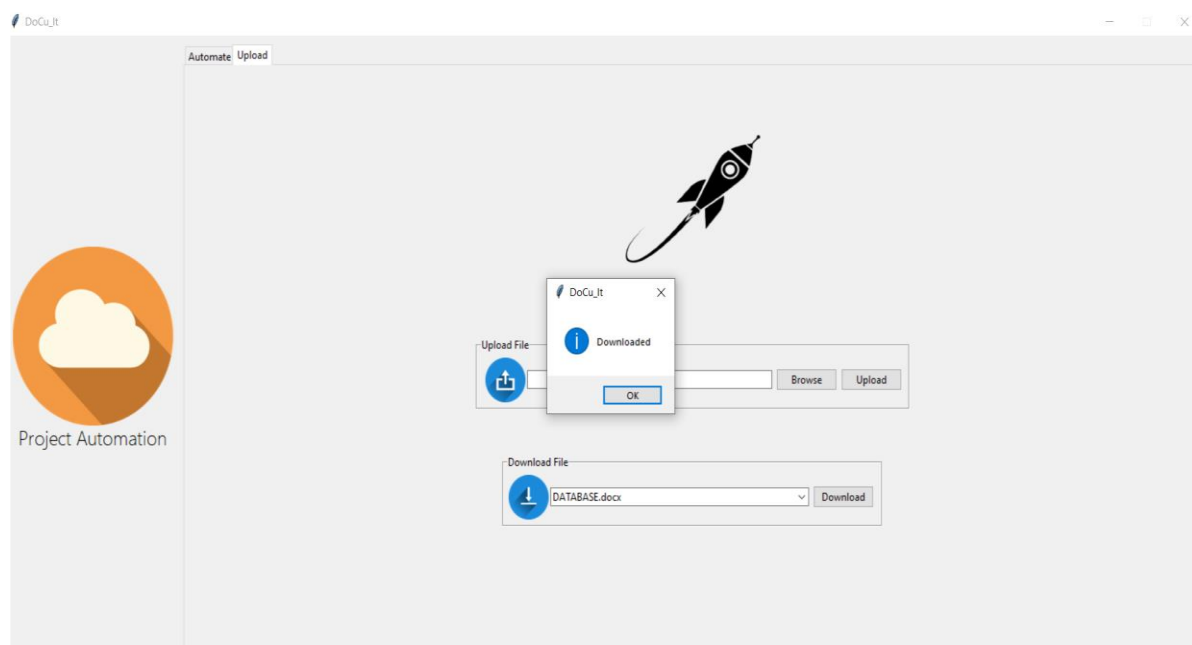 DoCu_It
Automate Upload
DoCu_It
Downloaded
OK
Upload File
Browse Upload
Project Automation
Download File
DATABASE.docx Download